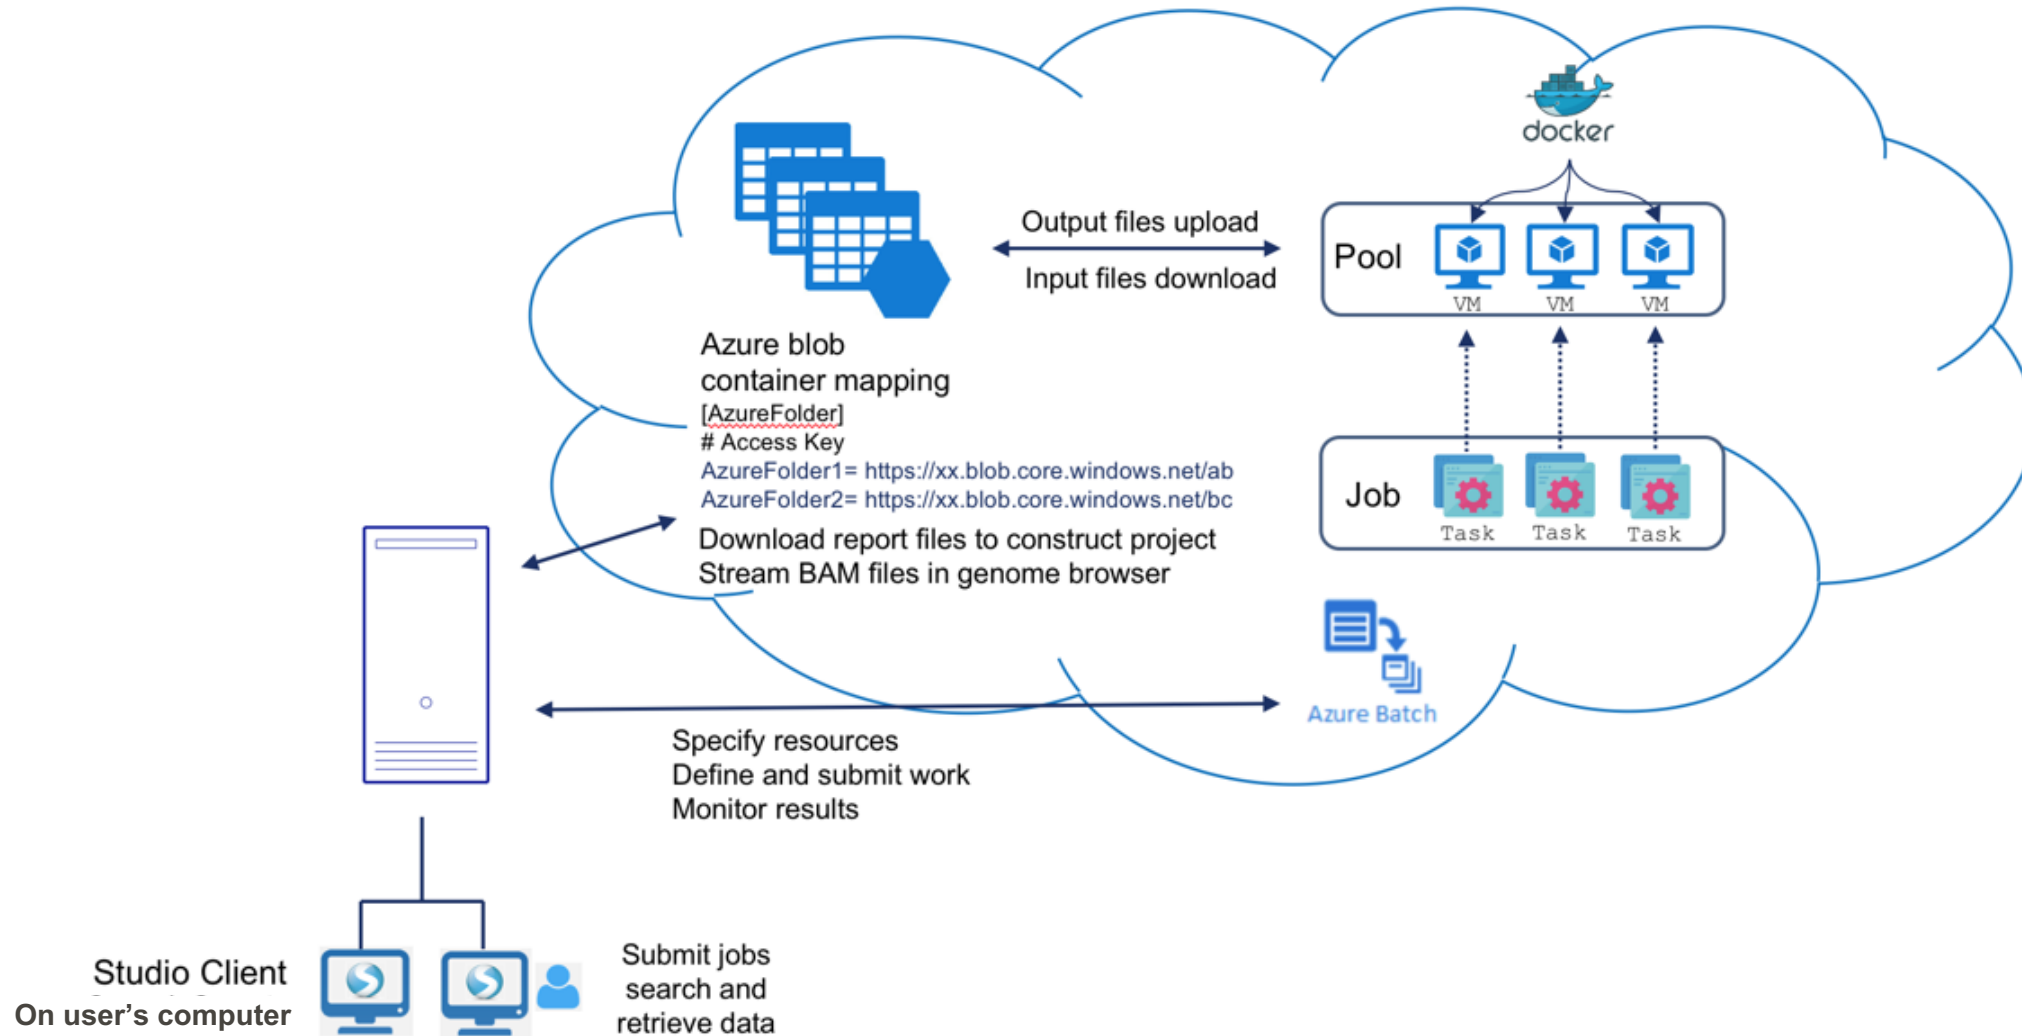 docker
Output files upload
Input files download
Pool
VM
VM
VM
Azure blob
container mapping
[AzureFolder]
# Access Key
AzureFolder1= https://xx.blob.core.windows.net/ab
AzureFolder2= https://xx.blob.core.windows.net/bc
Download report files to construct project
Stream BAM files in genome browser
Job
Task
Task
Task
Azure Batch
Specify resources
Define and submit work
Monitor results
Studio Client
On user’s computer
Submit jobs
search and
retrieve data